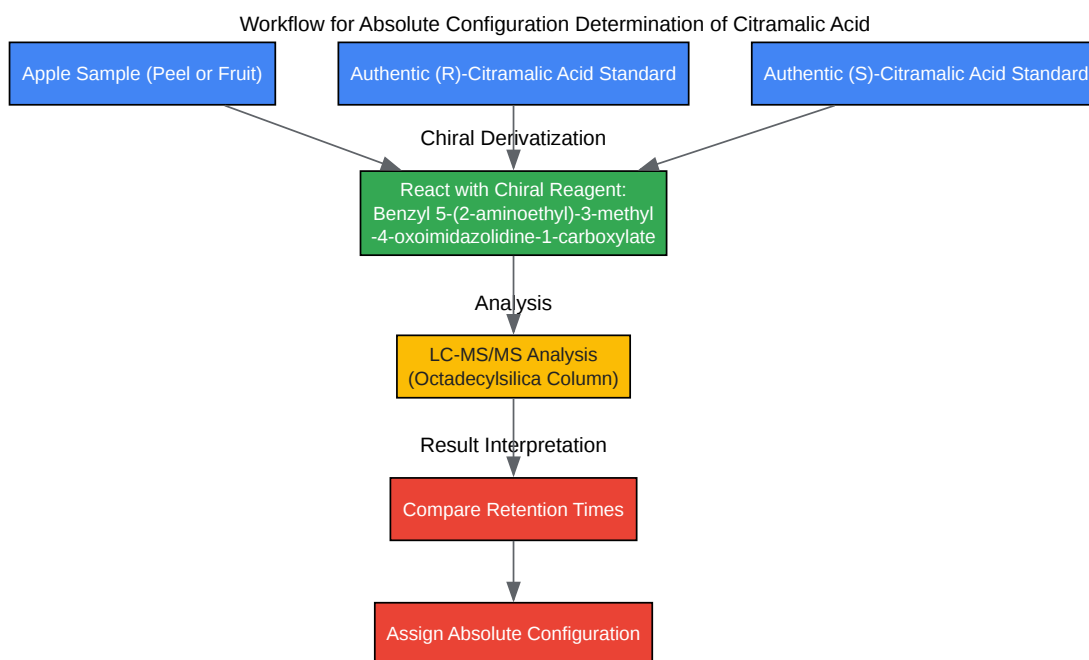 Workflow for Absolute Configuration Determination of Citramalic Acid
Apple Sample (Peel or Fruit)
Authentic (R)-Citramalic Acid Standard
Authentic (S)-Citramalic Acid Standard
Chiral Derivatization
React with Chiral Reagent:
Benzyl 5-(2-aminoethyl)-3-methyl
-4-oxoimidazolidine-1-carboxylate
Analysis
LC-MS/MS Analysis
(Octadecylsilica Column)
Result Interpretation
Compare Retention Times
Assign Absolute Configuration